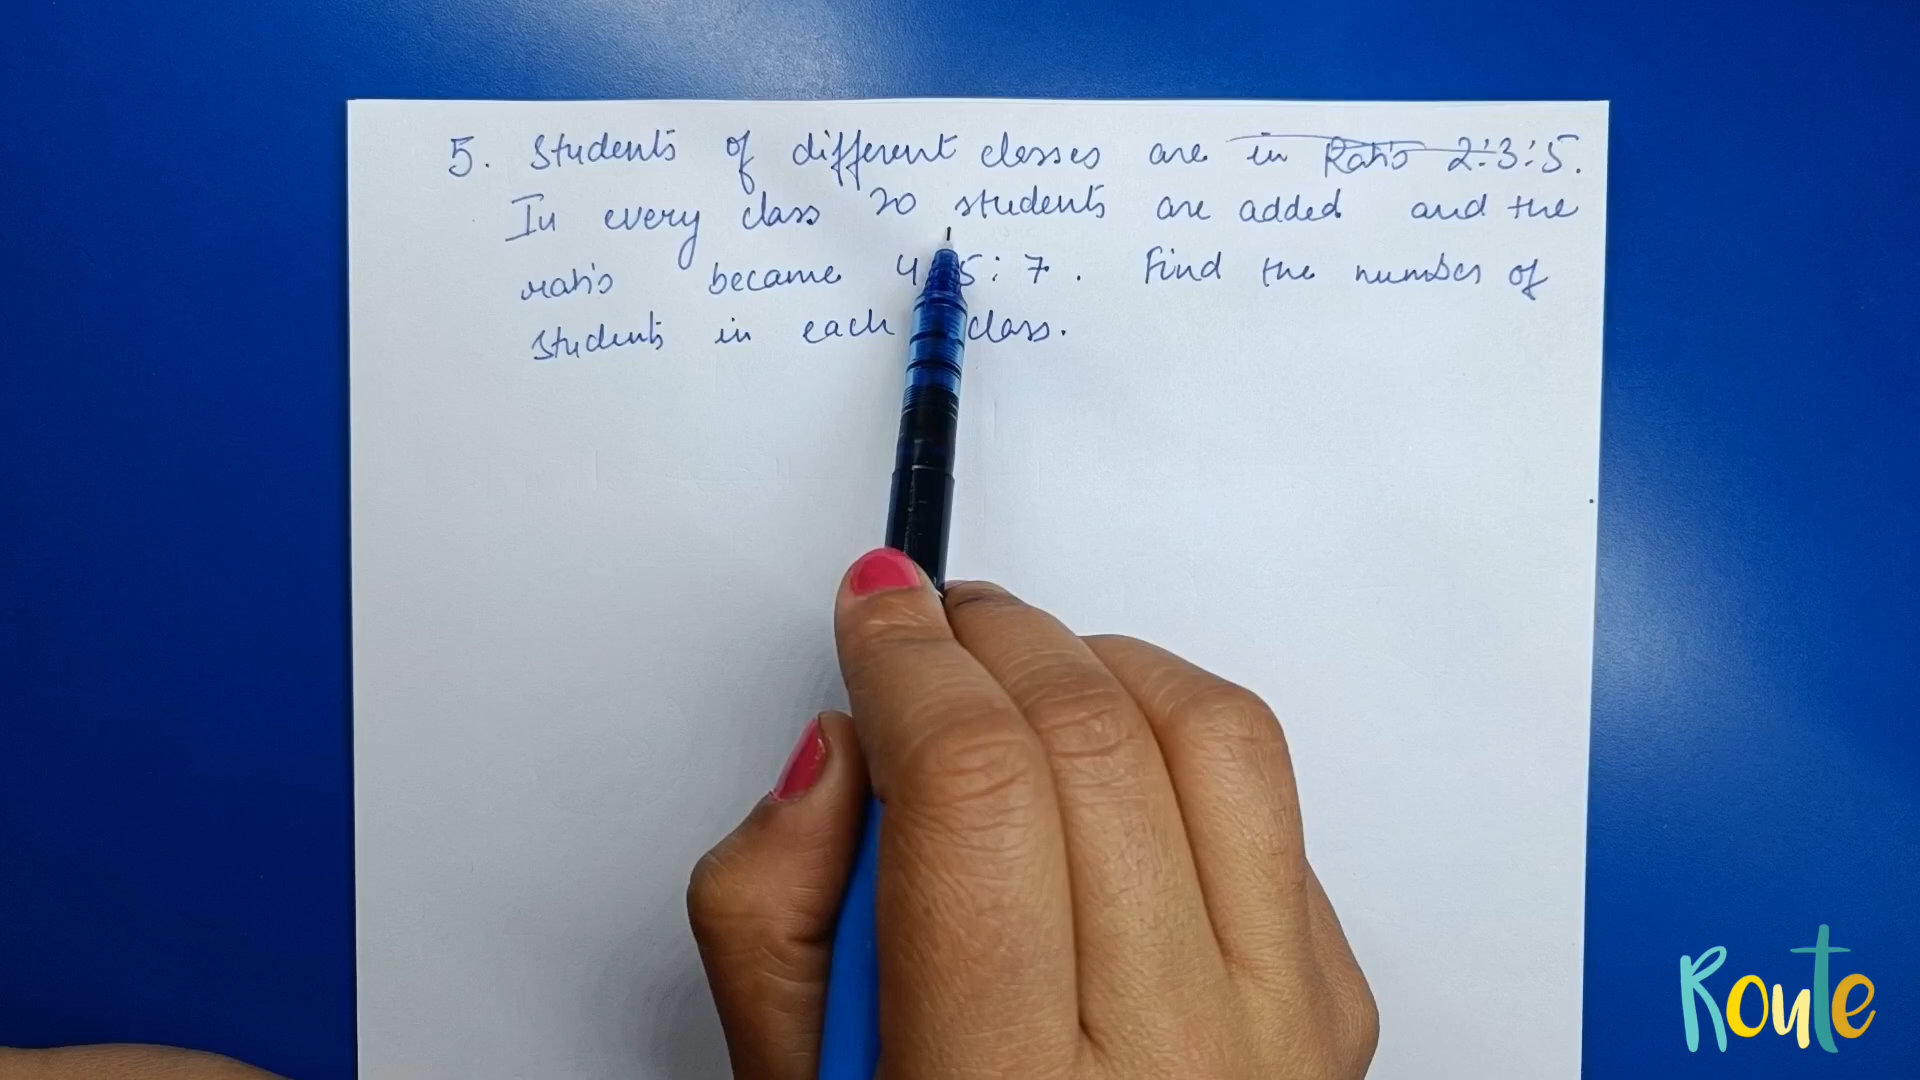 5. Students of different classes are in Ratio 2:3:5.
In every class 20 students are added and the
ratio became 4 5:7. Find the number of
students in each class.
Route